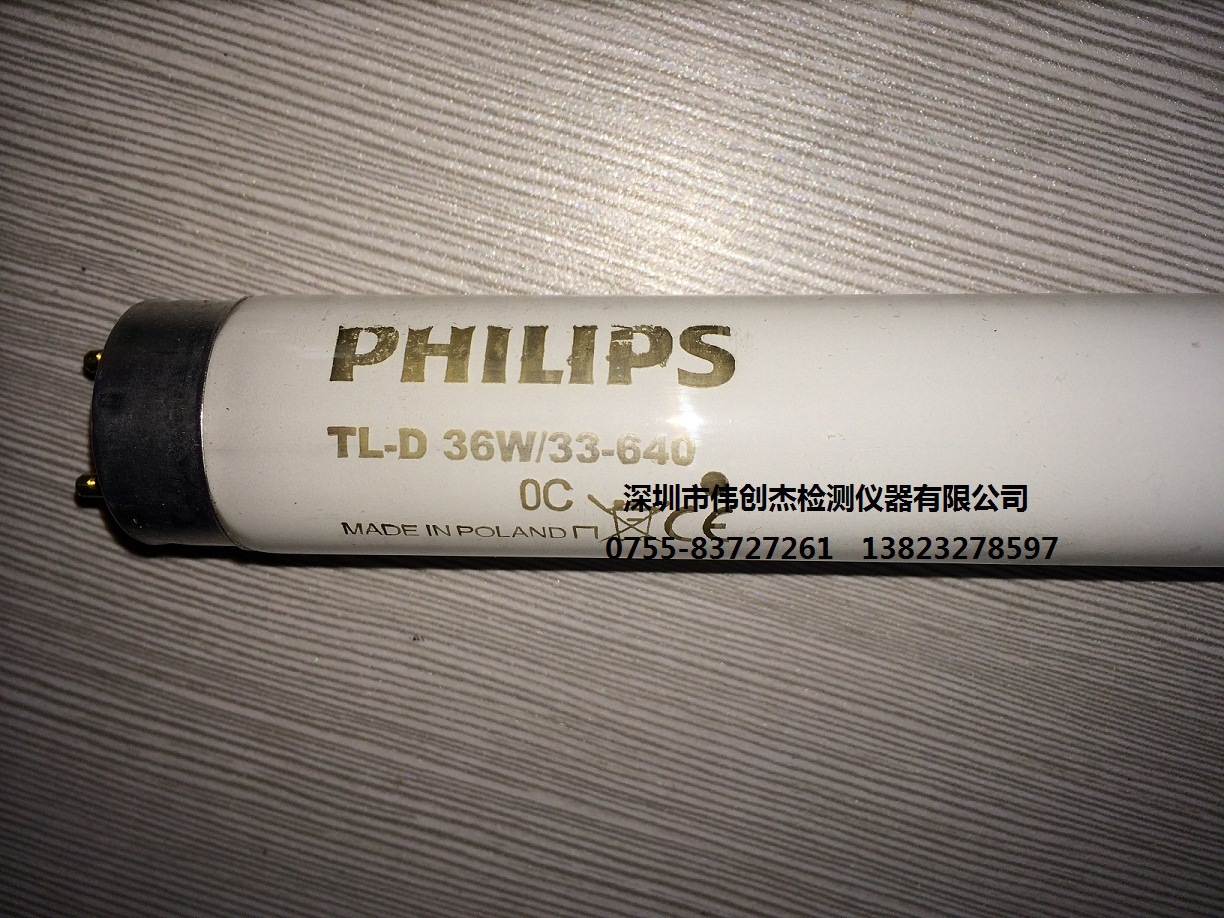 PHILIPS
TL-D 36W/33-640
0C
深圳市伟创杰检测仪器有限公司
MADE IN POLAND CE
0755-83727261 13823278597